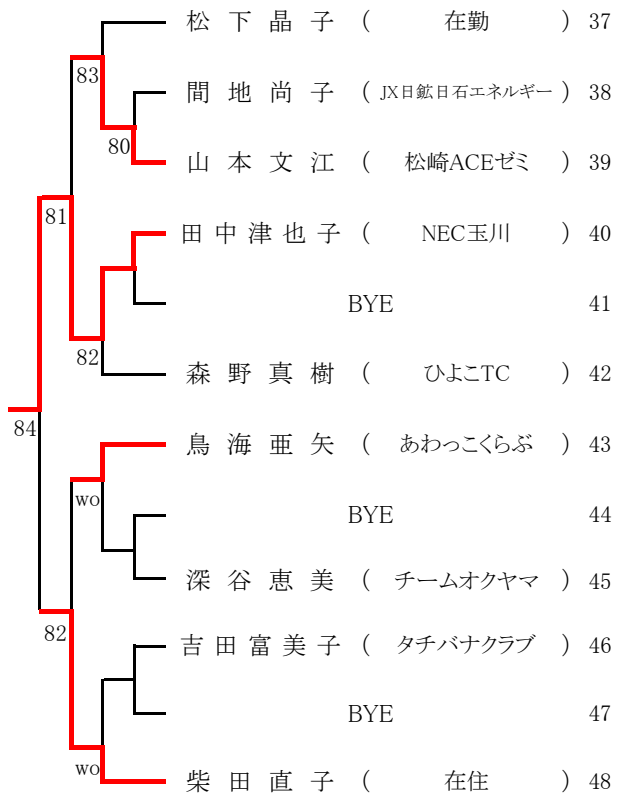 松下晶子 ( 在勤 ) 37
83
間地尚子 ( JX日鉱日石エネルギー ) 38
80
山本文江 ( 松崎ACEゼミ ) 39
81
田中津也子 ( NEC玉川 ) 40
BYE 41
82
森野真樹 ( ひよこTC ) 42
84
鳥海亜矢 ( あわっこくらぶ ) 43
wo
BYE 44
深谷恵美 ( チームオクヤマ ) 45
82
吉田富美子 ( タチバナクラブ ) 46
BYE 47
wo
柴田直子 ( 在住 ) 48